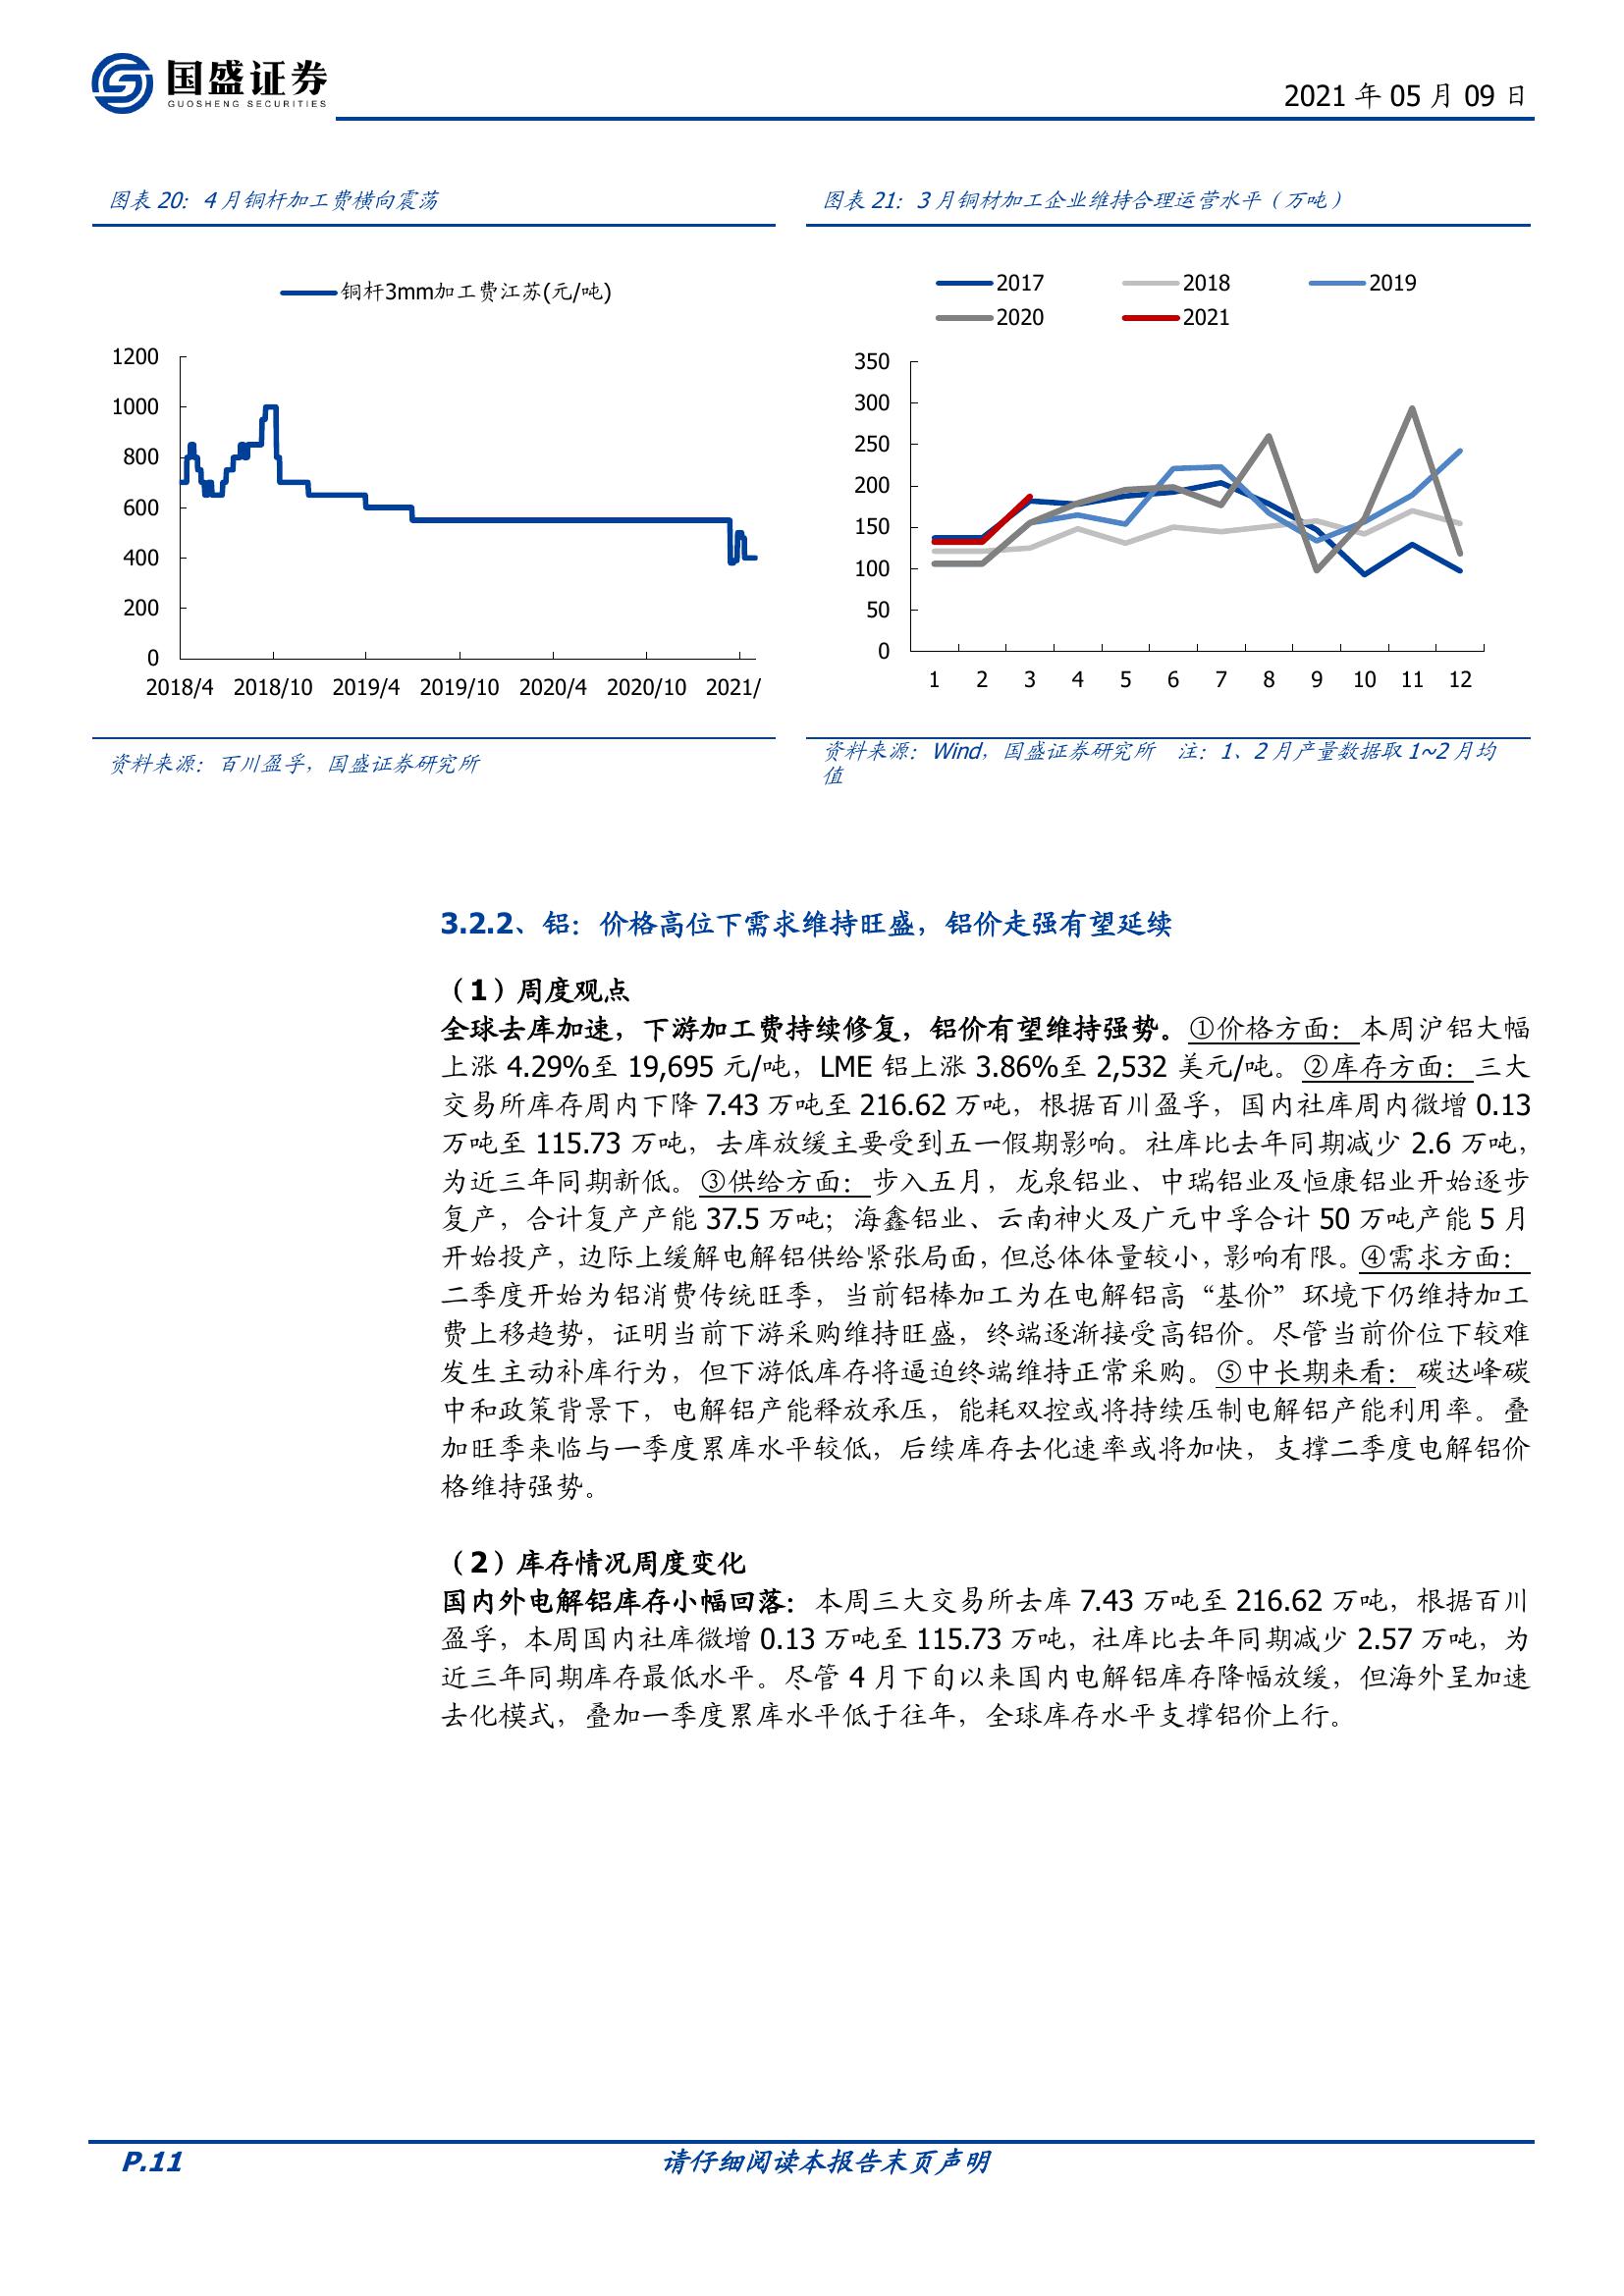 国盛证券
GUOSHENG SECURITIES
2021 年 05 月 09 日
图表 20：4 月铜杆加工费横向震荡
铜杆3mm加工费江苏(元/吨)
1200
1000
800
600
400
200
0
2018/4 2018/10 2019/4 2019/10 2020/4 2020/10 2021/
资料来源：百川盈孚，国盛证券研究所
图表 21：3 月铜材加工企业维持合理运营水平（万吨）
2017 2018 2019
2020 2021
350
300
250
200
150
100
50
0
1 2 3 4 5 6 7 8 9 10 11 12
资料来源：Wind，国盛证券研究所 注：1、2 月产量数据取 1~2 月均
值
3.2.2、铝：价格高位下需求维持旺盛，铝价走强有望延续
（1）周度观点
全球去库加速，下游加工费持续修复，铝价有望维持强势。①价格方面：本周沪铝大幅
上涨 4.29%至 19,695 元/吨，LME 铝上涨 3.86%至 2,532 美元/吨。②库存方面：三大
交易所库存周内下降 7.43 万吨至 216.62 万吨，根据百川盈孚，国内社库周内微增 0.13
万吨至 115.73 万吨，去库放缓主要受到五一假期影响。社库比去年同期减少 2.6 万吨，
为近三年同期新低。③供给方面：步入五月，龙泉铝业、中瑞铝业及恒康铝业开始逐步
复产，合计复产产能 37.5 万吨；海鑫铝业、云南神火及广元中孚合计 50 万吨产能 5 月
开始投产，边际上缓解电解铝供给紧张局面，但总体体量较小，影响有限。④需求方面：
二季度开始为铝消费传统旺季，当前铝棒加工为在电解铝高“基价”环境下仍维持加工
费上移趋势，证明当前下游采购维持旺盛，终端逐渐接受高铝价。尽管当前价位下较难
发生主动补库行为，但下游低库存将逼迫终端维持正常采购。⑤中长期来看：碳达峰碳
中和政策背景下，电解铝产能释放承压，能耗双控或将持续压制电解铝产能利用率。叠
加旺季来临与一季度累库水平较低，后续库存去化速率或将加快，支撑二季度电解铝价
格维持强势。
（2）库存情况周度变化
国内外电解铝库存小幅回落：本周三大交易所去库 7.43 万吨至 216.62 万吨，根据百川
盈孚，本周国内社库微增 0.13 万吨至 115.73 万吨，社库比去年同期减少 2.57 万吨，为
近三年同期库存最低水平。尽管 4 月下旬以来国内电解铝库存降幅放缓，但海外呈加速
去化模式，叠加一季度累库水平低于往年，全球库存水平支撑铝价上行。
P.11
请仔细阅读本报告末页声明